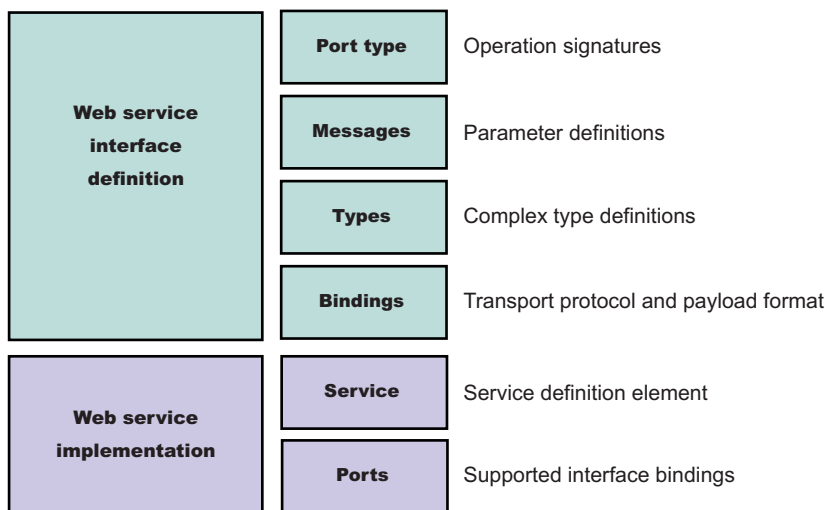 Web service
interface
definition
Port type
Operation signatures
Messages
Parameter definitions
Types
Complex type definitions
Bindings
Transport protocol and payload format
Web service
implementation
Service
Service definition element
Ports
Supported interface bindings